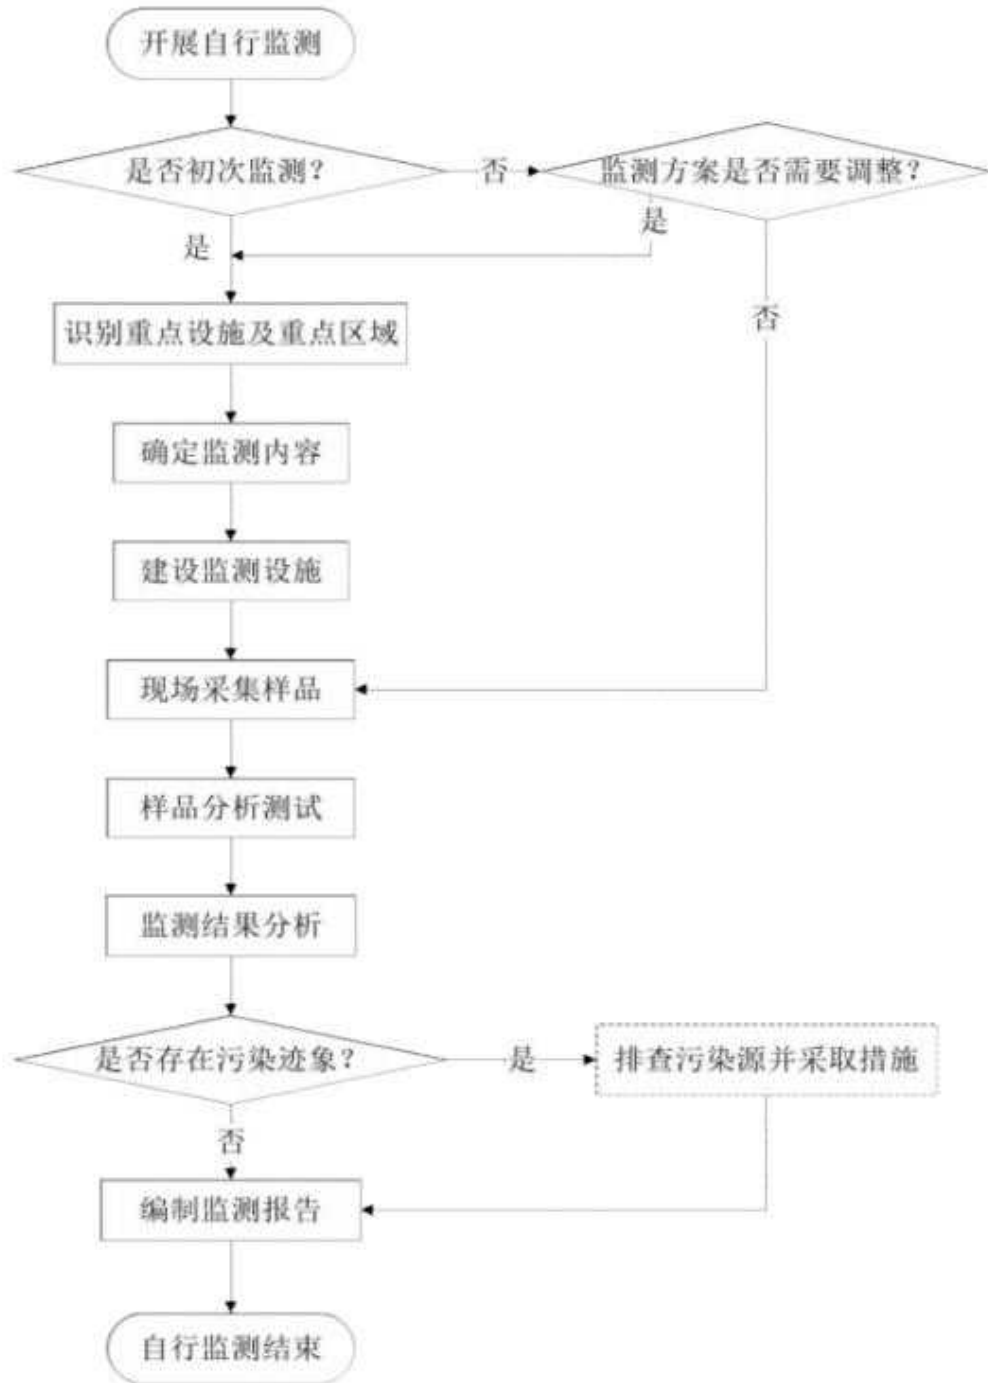 开展自行监测
是否初次监测？
否
监测方案是否需要调整？
是
是
识别重点设施及重点区域
否
确定监测内容
建设监测设施
现场采集样品
样品分析测试
监测结果分析
是否存在污染迹象？
是
排查污染源并采取措施
否
编制监测报告
自行监测结束